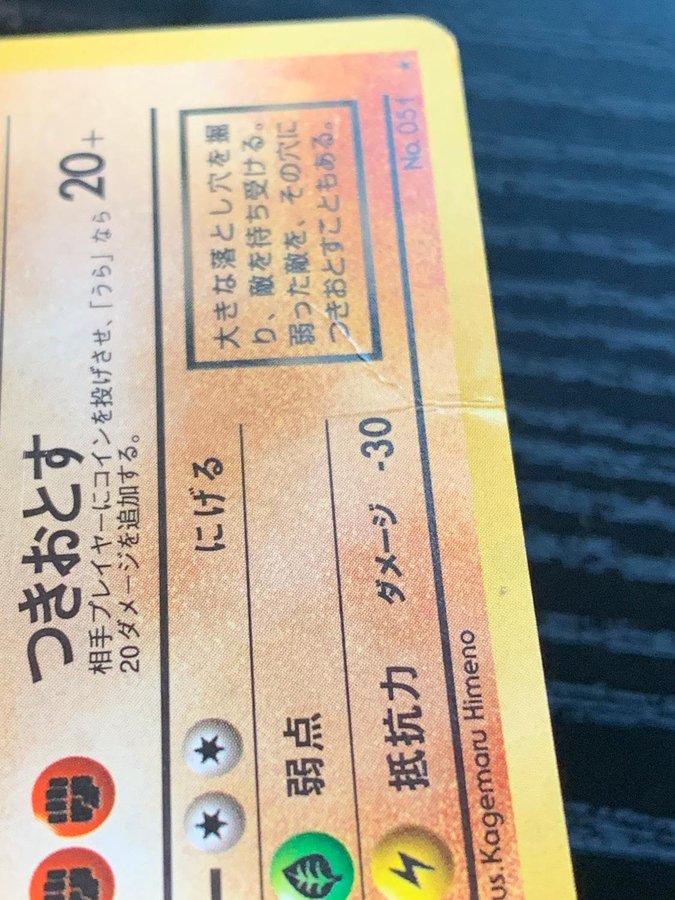 つきおとす 20+
相手プレイヤーにコインを投げさせ、「うら」なら
20ダメージを追加する。
大きな落とし穴を掘
り、敵を待ち受ける。
弱った敵を、その穴に
つきおとすこともある。
にげる
弱点
抵抗力 ダメージ -30
us.Kagemaru Himeno
No. 051